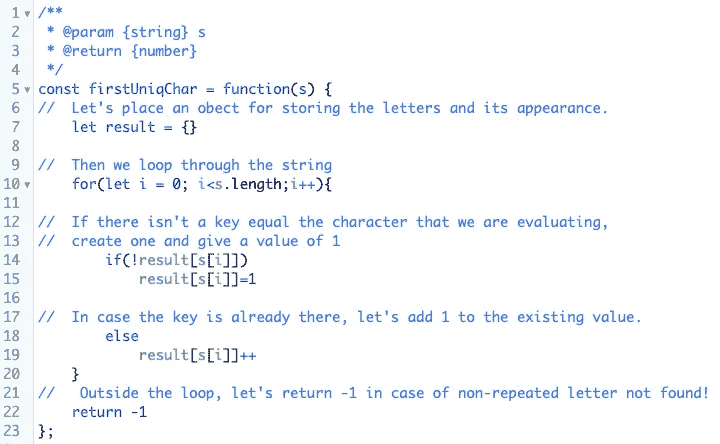 1 /**
2  * @param {string} s
3  * @return {number}
4  */
5 const firstUniqChar = function(s) {
6 //  Let's place an obect for storing the letters and its appearance.
7     let result = {}
8
9 //  Then we loop through the string
10     for(let i = 0; i<s.length;i++){
11
12 //  If there isn't a key equal the character that we are evaluating,
13 //  create one and give a value of 1
14         if(!result[s[i]])
15             result[s[i]]=1
16
17 //  In case the key is already there, let's add 1 to the existing value.
18         else
19             result[s[i]]++
20     }
21 //   Outside the loop, let's return -1 in case of non-repeated letter not found!
22     return -1
23 };